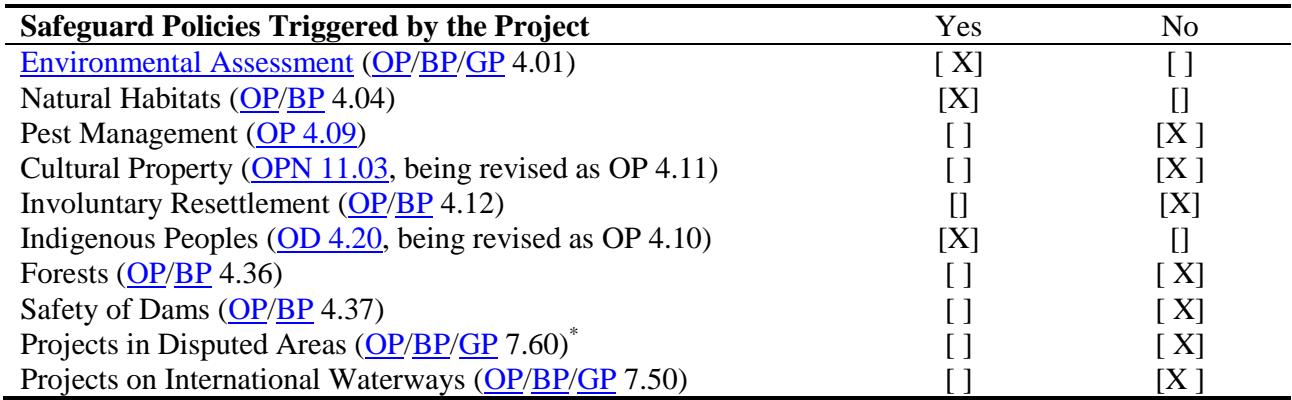 Safeguard Policies Triggered by the Project Yes No
Environmental Assessment (OP/BP/GP 4.01) [ X] [ ]
Natural Habitats (OP/BP 4.04) [X] []
Pest Management (OP 4.09) [ ] [X ]
Cultural Property (OPN 11.03, being revised as OP 4.11) [ ] [X ]
Involuntary Resettlement (OP/BP 4.12) [] [X]
Indigenous Peoples (OD 4.20, being revised as OP 4.10) [X] []
Forests (OP/BP 4.36) [ ] [ X]
Safety of Dams (OP/BP 4.37) [ ] [ X]
Projects in Disputed Areas (OP/BP/GP 7.60)* [ ] [ X]
Projects on International Waterways (OP/BP/GP 7.50) [ ] [X ]